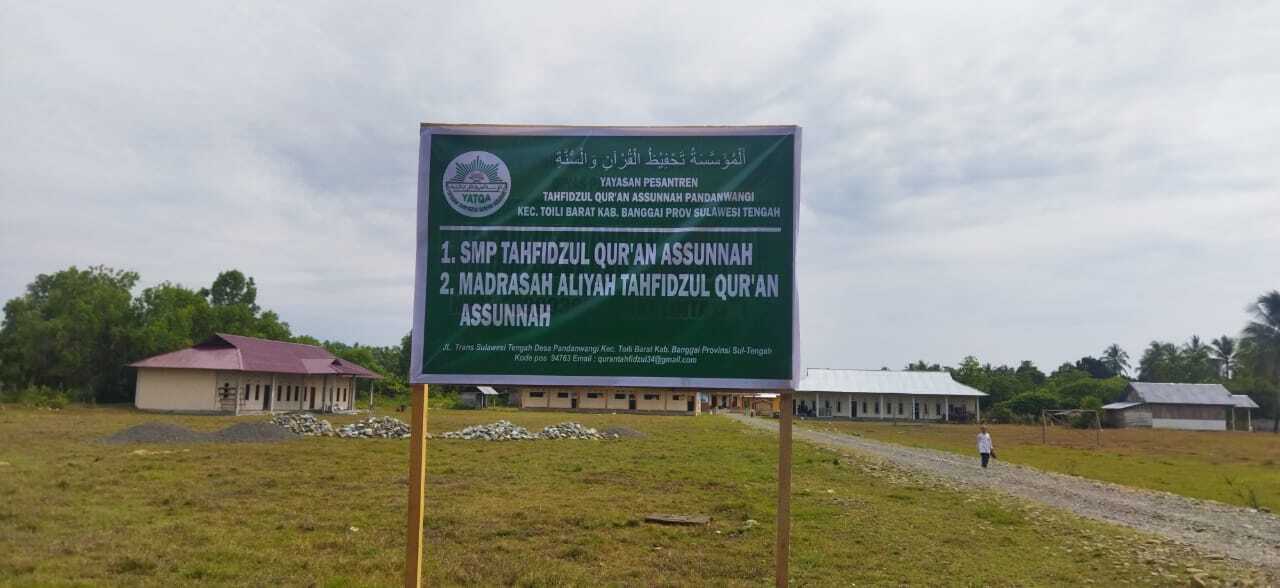 اَلْمُؤَسَّسَةُ تَحْفِيْظُ الْقُرْآنِ وَالسُّنَّةِ
YATQA
YAYASAN PESANTREN
TAHFIDZUL QUR'AN ASSUNNAH PANDANWANGI
KEC. TOILI BARAT KAB. BANGGAI PROV SULAWESI TENGAH
1. SMP TAHFIDZUL QUR'AN ASSUNNAH
2. MADRASAH ALIYAH TAHFIDZUL QUR'AN
ASSUNNAH
JL. Trans Sulawesi Tengah Desa Pandanwangi Kec. Toili Barat Kab. Banggai Provinsi Sul-Tengah
Kode pos 94763 Email : qurantahfidzul34@gmail.com